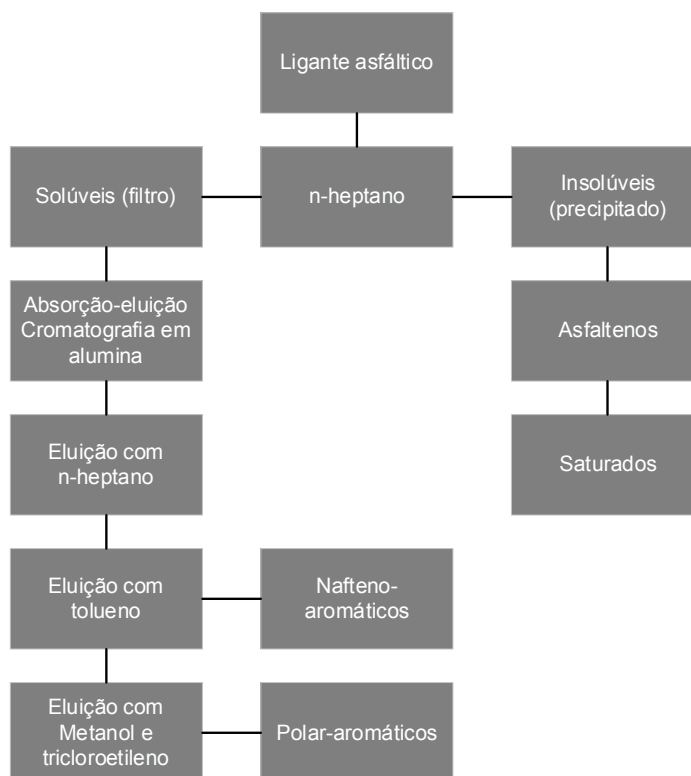 Ligante asfáltico
Solúveis (filtro)
n-heptano
Insolúveis
(precipitado)
Absorção-eluição
Cromatografia em
alumina
Asfaltenos
Eluição com
n-heptano
Saturados
Eluição com
tolueno
Nafteno-
aromáticos
Eluição com
Metanol e
tricloroetileno
Polar-aromáticos